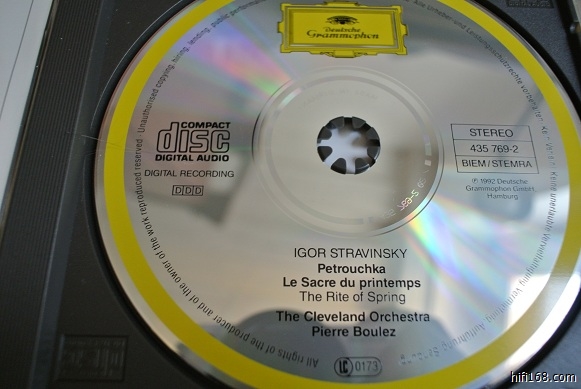 Deutsche
Grammophon
COMPACT
disc
DIGITAL AUDIO
DIGITAL RECORDING
DDD
STEREO
435 769-2
BIEM/STEMRA
℗ 1992 Deutsche
Grammophon GmbH,
Hamburg
IGOR STRAVINSKY
Petrouchka
Le Sacre du printemps
The Rite of Spring
The Cleveland Orchestra
Pierre Boulez
LC 0173
All rights of the producer and of the owner of the work reproduced reserved · Unauthorised copying, hiring, lending, public performance
hifi168.com